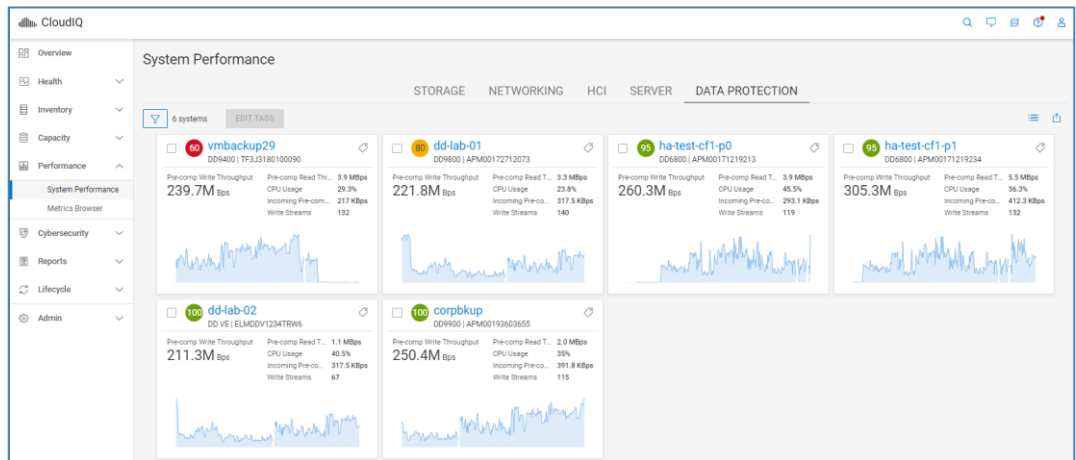 CloudIQ
Overview
Health
Inventory
Capacity
Performance
System Performance
Metrics Browser
Cybersecurity
Reports
Lifecycle
Admin
System Performance
STORAGE NETWORKING HCI SERVER DATA PROTECTION
6 systems EDIT TAGS
60 vmbackup29
DD9400 | TF3J3180100090
Pre-comp Write Throughput
239.7M Bps
Pre-comp Read Thr... 3.9 MBps
CPU Usage 29.3%
Incoming Pre-com... 217 KBps
Write Streams 132
80 dd-lab-01
DD9800 | APM00172712073
Pre-comp Write Throughput
221.8M Bps
Pre-comp Read T... 3.3 MBps
CPU Usage 23.8%
Incoming Pre-co... 317.5 KBps
Write Streams 140
95 ha-test-cf1-p0
DD6800 | APM00171219213
Pre-comp Write Throughput
260.3M Bps
Pre-comp Read T... 3.9 MBps
CPU Usage 45.5%
Incoming Pre-co... 293.1 KBps
Write Streams 119
95 ha-test-cf1-p1
DD6800 | APM00171219234
Pre-comp Write Throughput
305.3M Bps
Pre-comp Read T... 5.5 MBps
CPU Usage 36.3%
Incoming Pre-co... 412.3 KBps
Write Streams 132
100 dd-lab-02
DD VE | ELMDDV1234TRW6
Pre-comp Write Throughput
211.3M Bps
Pre-comp Read T... 1.1 MBps
CPU Usage 40.5%
Incoming Pre-co... 317.5 KBps
Write Streams 67
100 corpbkup
DD9900 | APM00193603655
Pre-comp Write Throughput
250.4M Bps
Pre-comp Read T... 2.0 MBps
CPU Usage 35%
Incoming Pre-co... 391.8 KBps
Write Streams 115